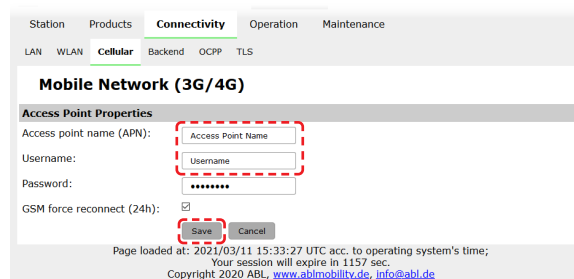 Station Products Connectivity Operation Maintenance
LAN WLAN Cellular Backend OCPP TLS
Mobile Network (3G/4G)
Access Point Properties
Access point name (APN): Access Point Name
Username: Username
Password: ••••••••
GSM force reconnect (24h):
Save Cancel
Page loaded at: 2021/03/11 15:33:27 UTC acc. to operating system's time;
Your session will expire in 1157 sec.
Copyright 2020 ABL, www.ablmobility.de, info@abl.de